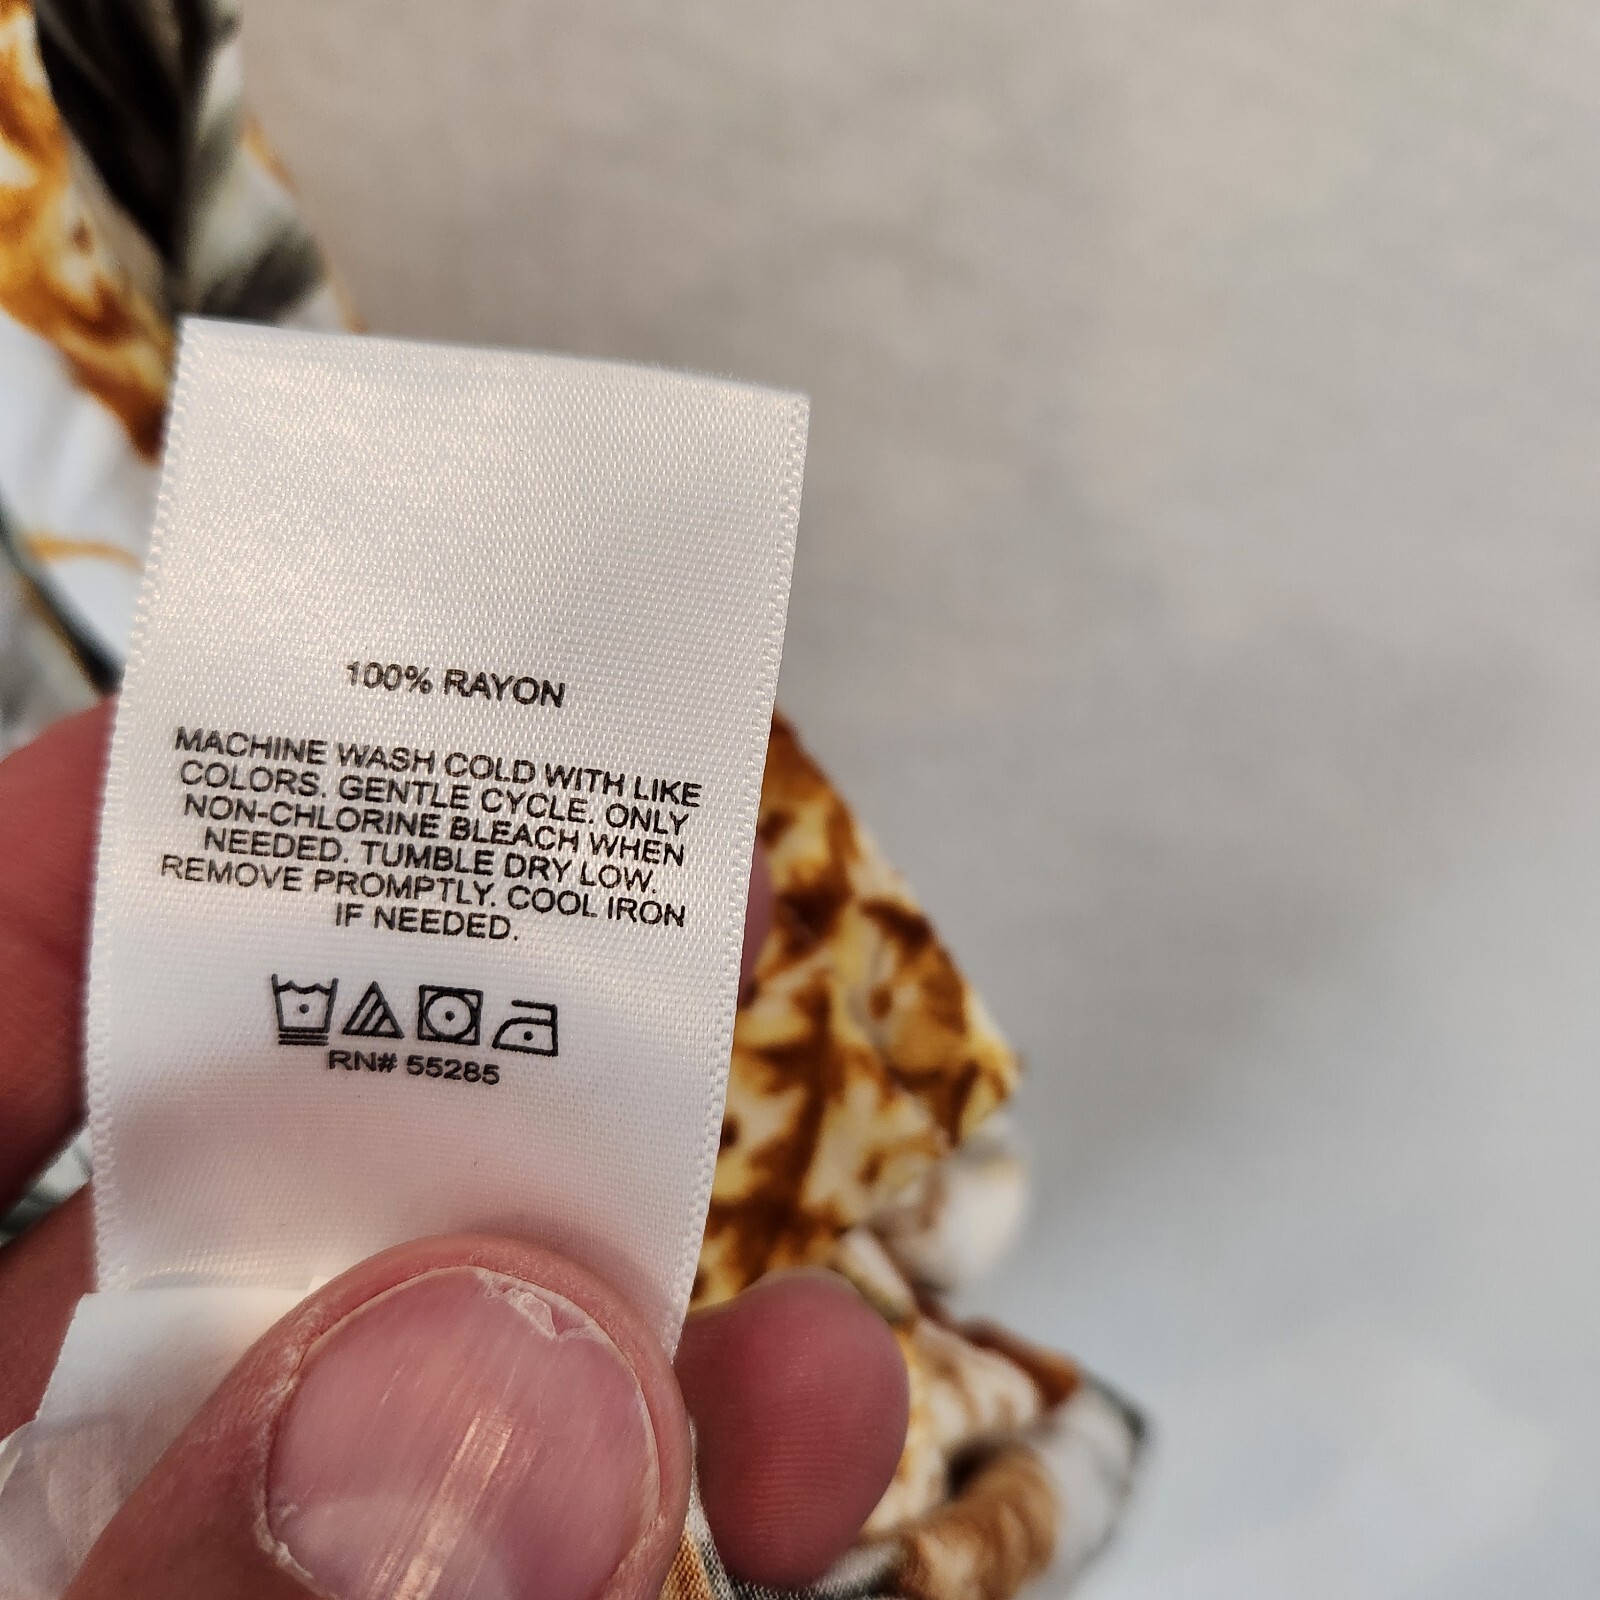 100% RAYON
MACHINE WASH COLD WITH LIKE
COLORS. GENTLE CYCLE. ONLY
NON-CHLORINE BLEACH WHEN
NEEDED. TUMBLE DRY LOW.
REMOVE PROMPTLY. COOL IRON
IF NEEDED.
RN# 55285